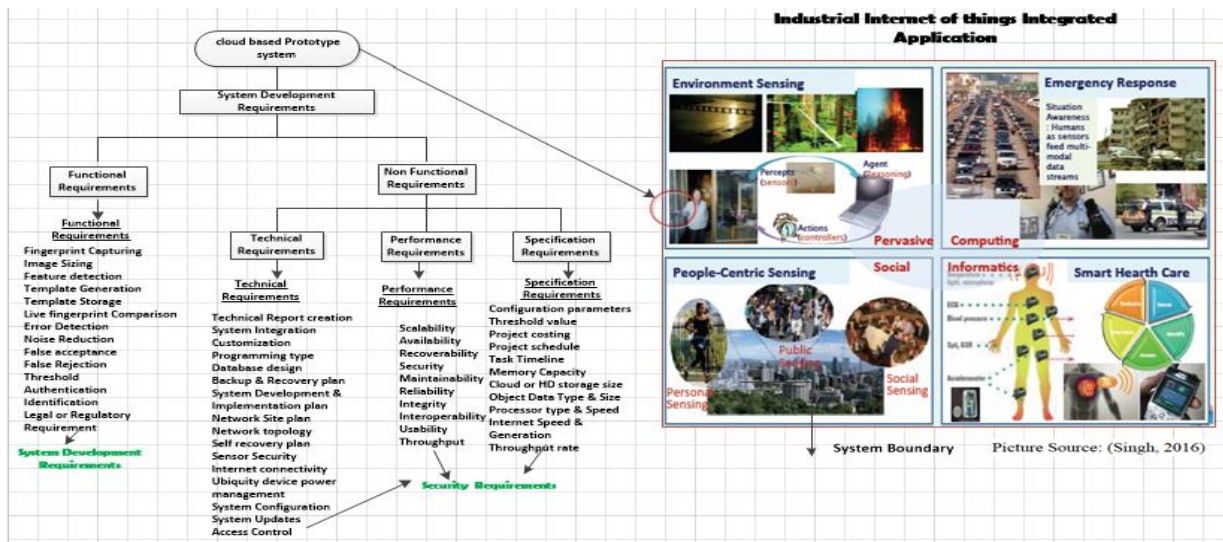 cloud based Prototype
system
System Development
Requirements
Functional
Requirements
Non Functional
Requirements
Functional
Requirements
Fingerprint Capturing
Image Sizing
Feature detection
Template Generation
Template Storage
Live fingerprint Comparison
Error Detection
Noise Reduction
False acceptance
False Rejection
Threshold
Authentication
Identification
Legal or Regulatory
Requirement
System Development
Requirements
Technical
Requirements
Technical
Requirements
Technical Report creation
System Integration
Customization
Programming type
Database design
Backup & Recovery plan
System Development &
Implementation plan
Network Site plan
Network topology
Self recovery plan
Sensor Security
Internet connectivity
Ubiquity device power
management
System Configuration
System Updates
Access Control
Performance
Requirements
Performance
Requirements
Scalability
Availability
Recoverability
Security
Maintainability
Reliability
Integrity
Interoperability
Usability
Throughput
Specification
Requirements
Specification
Requirements
Configuration parameters
Threshold value
Project costing
Project schedule
Task Timeline
Memory Capacity
Cloud or HD storage size
Object Data Type & Size
Processor type & Speed
Internet Speed &
Generation
Throughput rate
Security Requirements
Industrial Internet of things Integrated
Application
Environment Sensing
Percepts
(sensors)
Agent
(Reasoning)
Actions
(controllers)
Pervasive
Emergency Response
Situation
Awareness
: Humans
as sensors
feed multi-
modal
data
streams
Computing
People-Centric Sensing
Social
Personal
Sensing
Public
Sensing
Social
Sensing
Informatics
Smart Hearth Care
ECG
Blood pressure
Accelerometer
System Boundary
Picture Source: (Singh, 2016)